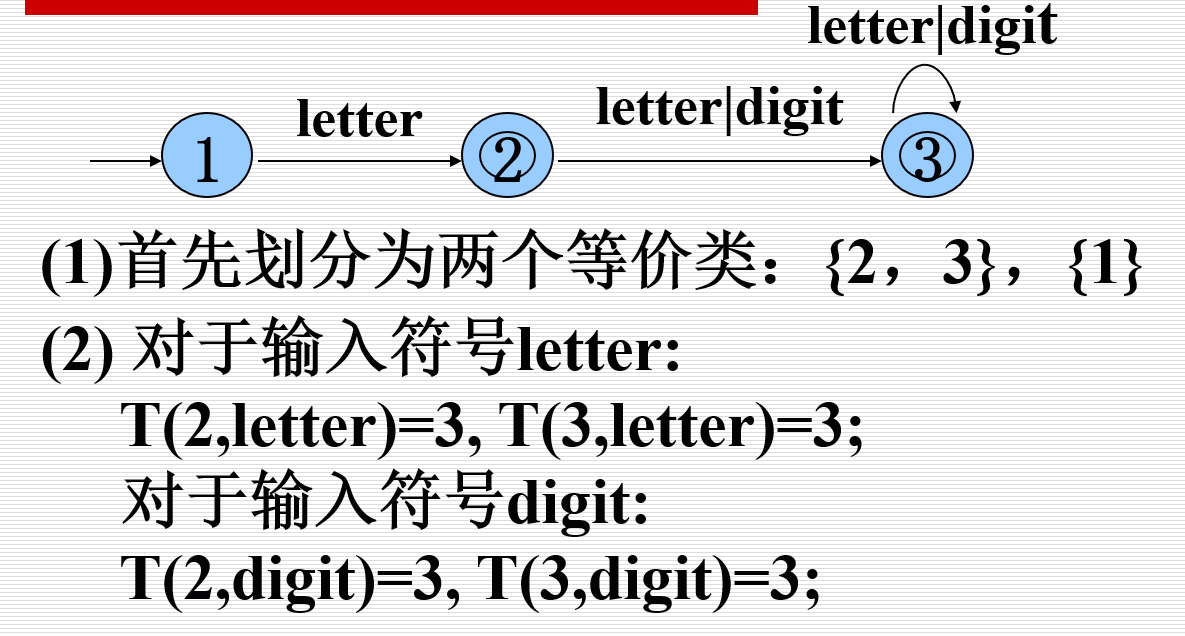 letter|digit
letter
letter|digit
1
2
3
(1)首先划分为两个等价类：{2，3}，{1}
(2) 对于输入符号letter:
T(2,letter)=3, T(3,letter)=3;
对于输入符号digit:
T(2,digit)=3, T(3,digit)=3;